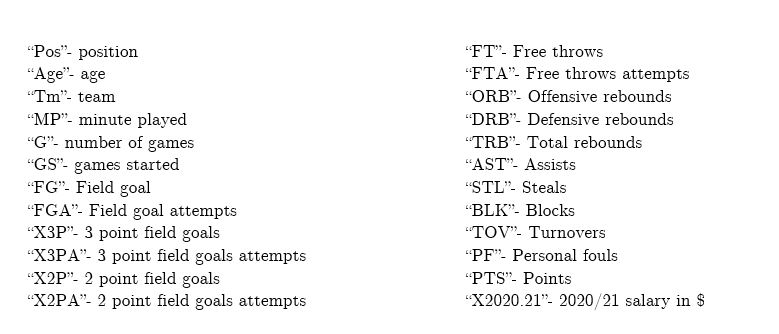 “Pos”- position
“Age”- age
“Tm”- team
“MP”- minute played
“G”- number of games
“GS”- games started
“FG”- Field goal
“FGA”- Field goal attempts
“X3P”- 3 point field goals
“X3PA”- 3 point field goals attempts
“X2P”- 2 point field goals
“X2PA”- 2 point field goals attempts
“FT”- Free throws
“FTA”- Free throws attempts
“ORB”- Offensive rebounds
“DRB”- Defensive rebounds
“TRB”- Total rebounds
“AST”- Assists
“STL”- Steals
“BLK”- Blocks
“TOV”- Turnovers
“PF”- Personal fouls
“PTS”- Points
“X2020.21”- 2020/21 salary in $